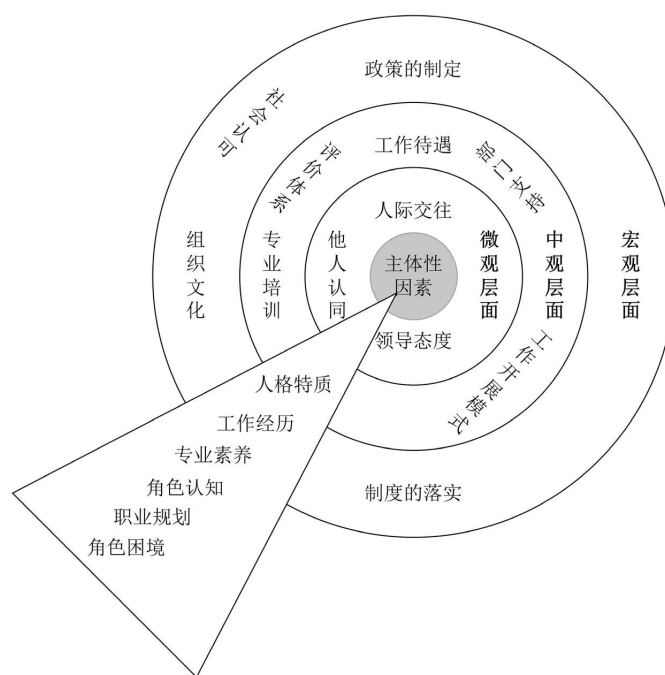 政策的制定
社会认可
组织文化
制度的落实
宏观层面
工作待遇
评价体系
部门支持
专业培训
工作开展模式
中观层面
人际交往
他人认同
领导态度
微观层面
主体性
因素
人格特质
工作经历
专业素养
角色认知
职业规划
角色困境